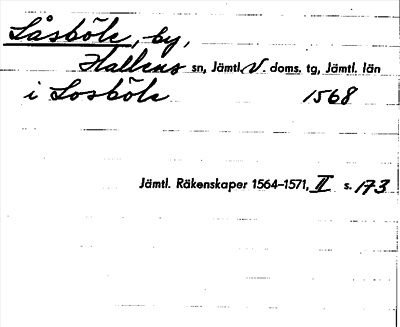 Låsböle, by,
Hallens sn, Jämtl. V. doms. tg, Jämtl. län
i Losböle 1568
Jämtl. Räkenskaper 1564–1571, II s. 173